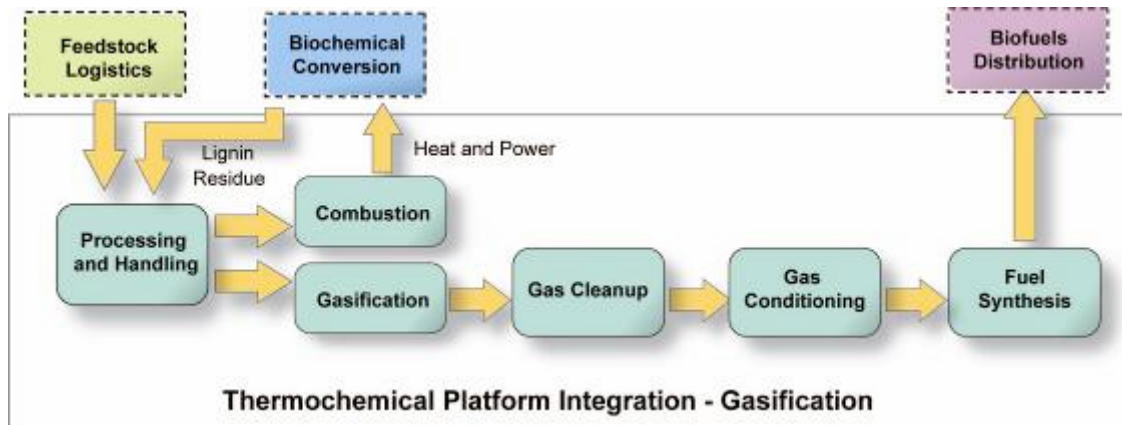 Feedstock
Logistics
Biochemical
Conversion
Biofuels
Distribution
Lignin
Residue
Heat and Power
Processing
and Handling
Combustion
Gasification
Gas Cleanup
Gas
Conditioning
Fuel
Synthesis
Thermochemical Platform Integration - Gasification